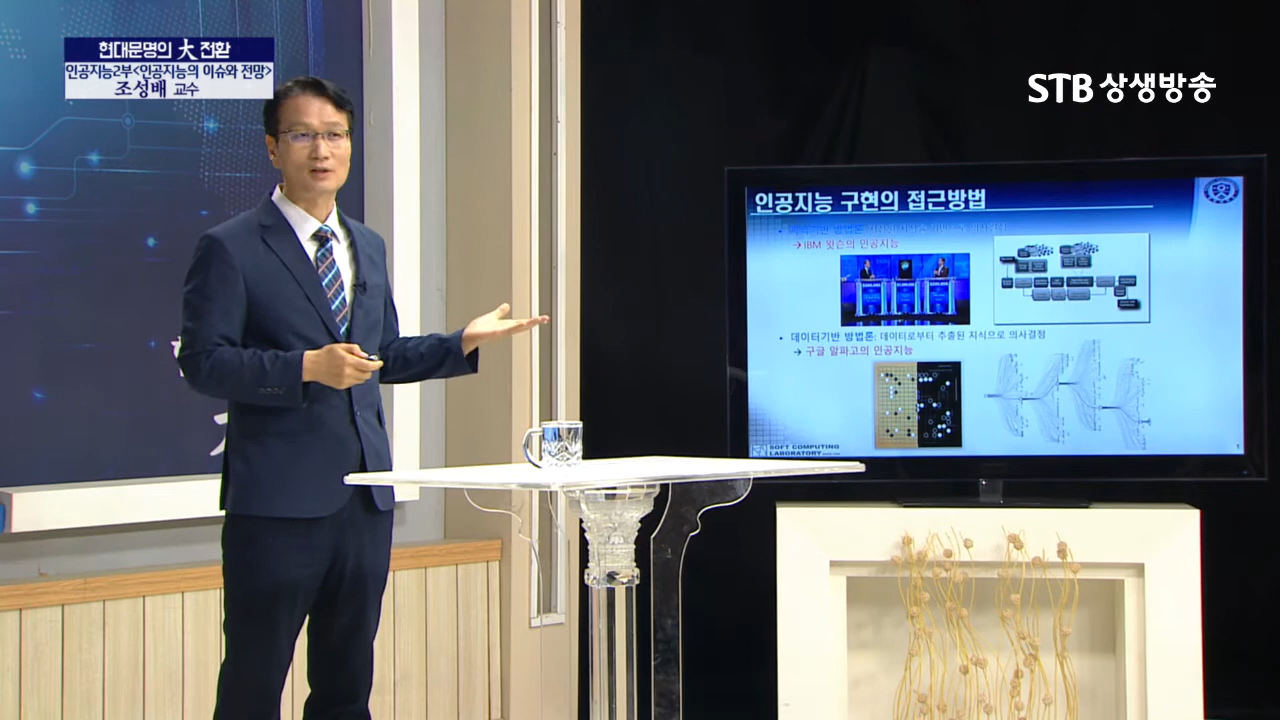 현대문명의 大 전환
인공지능2부<인공지능의 이슈와 전망>
조성배 교수
STB 상생방송
인공지능 구현의 접근방법
방법론:
→IBM 왓슨의 인공지능
• 데이터기반 방법론: 데이터로부터 추출된 지식으로 의사결정
→ 구글 알파고의 인공지능
SOFT COMPUTING
LABORATORY
1